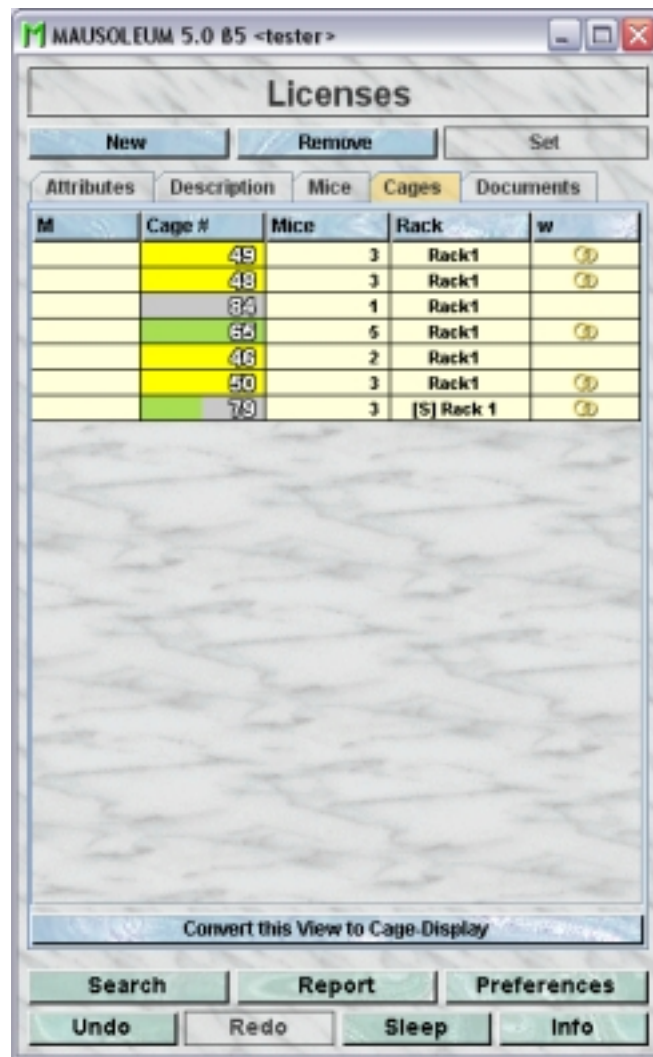 MAUSOLEUM 5.0 ß5 <tester>
Licenses
New Remove Set
Attributes Description Mice Cages Documents
M Cage # Mice Rack w
49 3 Rack1
48 3 Rack1
84 1 Rack1
5 Rack1
46 2 Rack1
50 3 Rack1
79 3 [S] Rack 1
Convert this View to Cage-Display
Search Report Preferences
Undo Redo Sleep Info